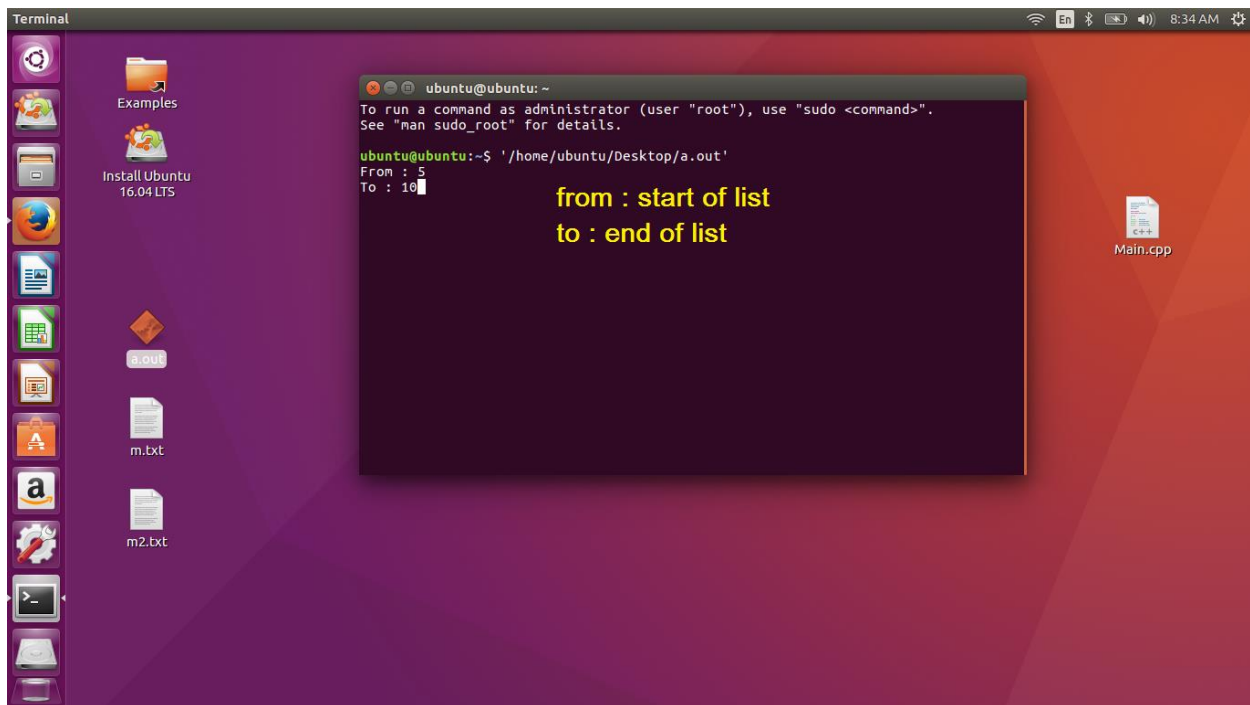 Terminal
En
8:34 AM
Examples
Install Ubuntu
16.04 LTS
a.out
m.txt
m2.txt
ubuntu@ubuntu: ~
To run a command as administrator (user "root"), use "sudo <command>".
See "man sudo_root" for details.
ubuntu@ubuntu:~$ '/home/ubuntu/Desktop/a.out'
From : 5
To : 10
from : start of list
to : end of list
C++
Main.cpp